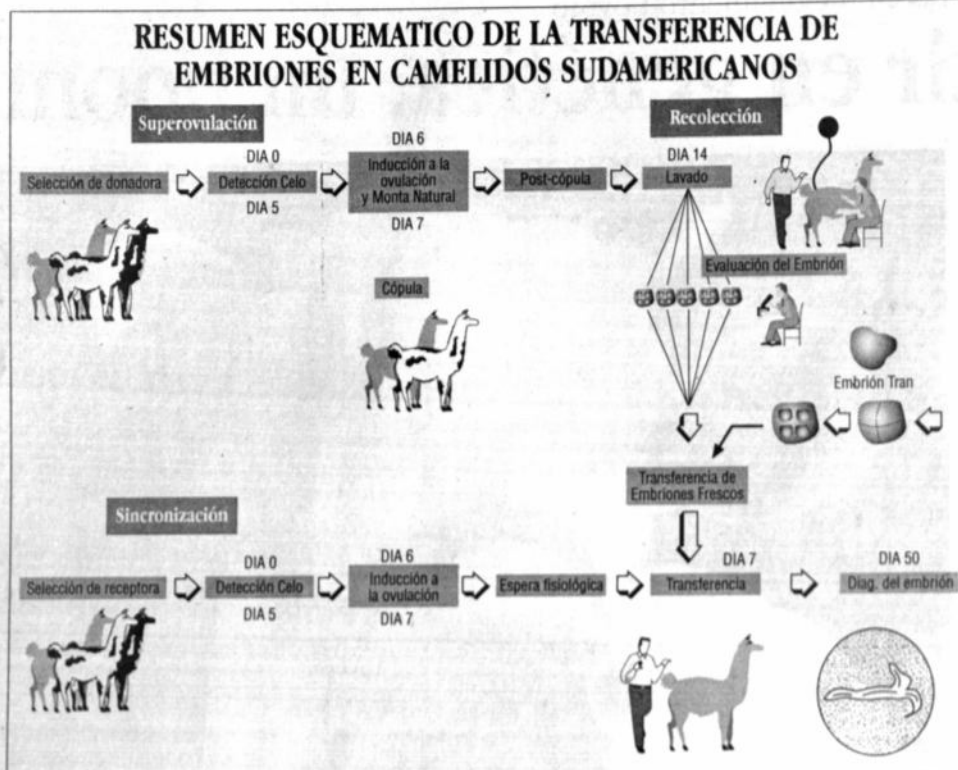 RESUMEN ESQUEMATICO DE LA TRANSFERENCIA DE
EMBRIONES EN CAMELIDOS SUDAMERICANOS
Superovulación
Recolección
DIA 0
DIA 6
DIA 14
Selección de donadora
Detección Celo
Inducción a la
ovulación
y Monta Natural
Post-cópula
Lavado
DIA 5
DIA 7
Evaluación del Embrión
Cópula
Embrión Tran
Transferencia de
Embriones Frescos
Sincronización
DIA 0
DIA 6
DIA 7
DIA 50
Selección de receptora
Detección Celo
Inducción a
la ovulación
Espera fisiológica
Transferencia
Diag. del embrión
DIA 5
DIA 7